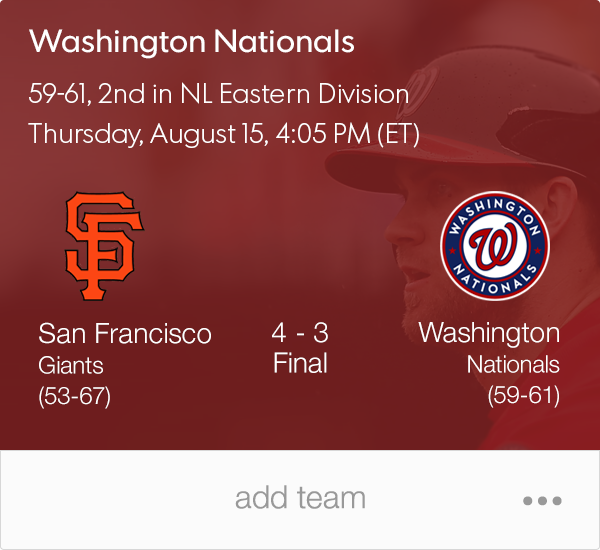 Washington Nationals
59-61, 2nd in NL Eastern Division
Thursday, August 15, 4:05 PM (ET)
SF
WASHINGTON
W
NATIONALS
San Francisco
Giants
(53-67)
4 - 3
Final
Washington
Nationals
(59-61)
add team